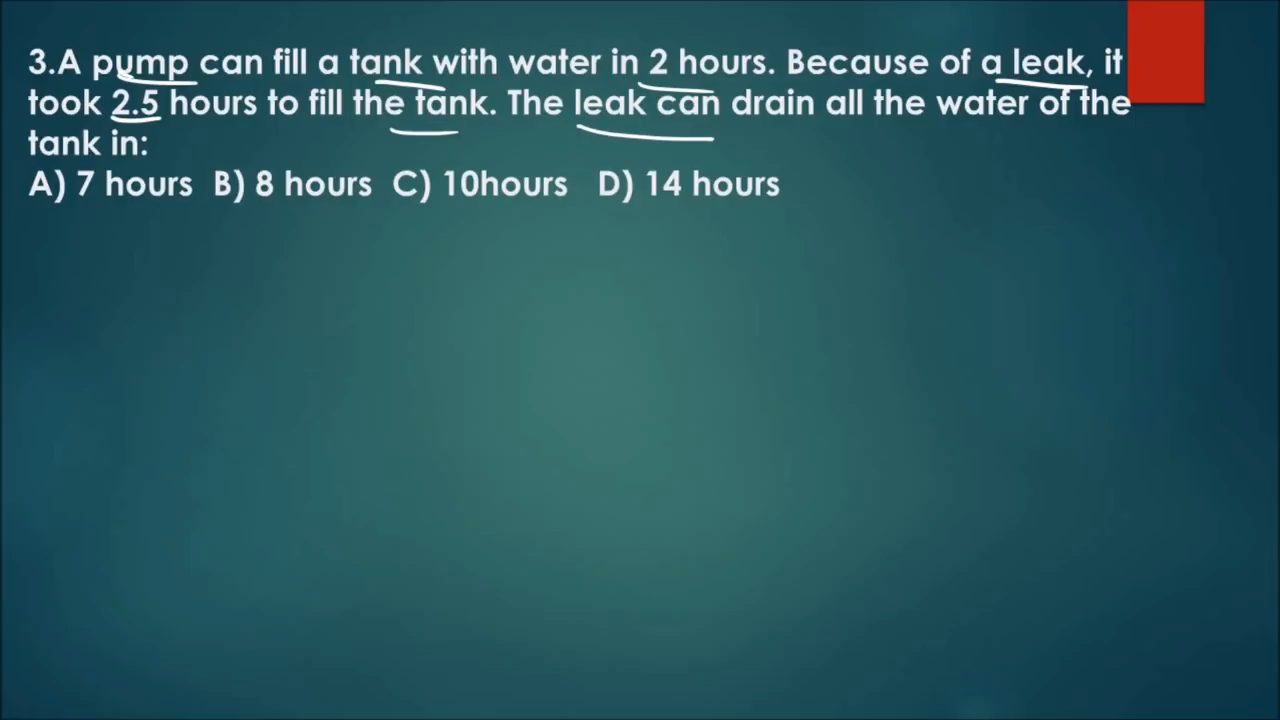 3.A pump can fill a tank with water in 2 hours. Because of a leak, it
took 2.5 hours to fill the tank. The leak can drain all the water of the
tank in:
A) 7 hours  B) 8 hours  C) 10hours   D) 14 hours